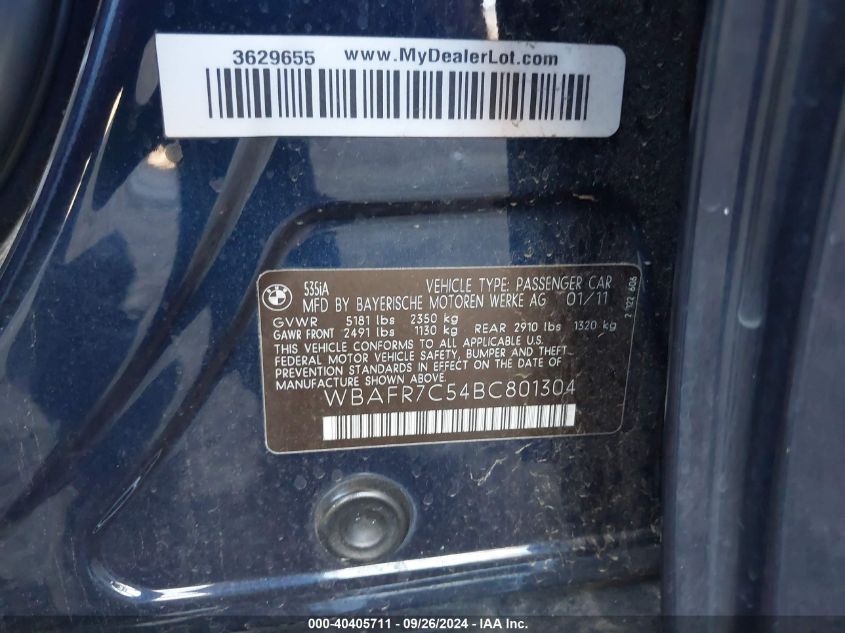 3629655 www.MyDealerLot.com
BMW
535iA VEHICLE TYPE: PASSENGER CAR
MFD BY BAYERISCHE MOTOREN WERKE AG 01/11
GVWR 5181 lbs 2350 kg
GAWR FRONT 2491 lbs 1130 kg REAR 2910 lbs 1320 kg
THIS VEHICLE CONFORMS TO ALL APPLICABLE U.S.
FEDERAL MOTOR VEHICLE SAFETY, BUMPER AND THEFT
PREVENTION STANDARDS IN EFFECT ON THE DATE OF
MANUFACTURE SHOWN ABOVE.
WBAFR7C54BC801304
000-40405711 - 09/26/2024 - IAA Inc.